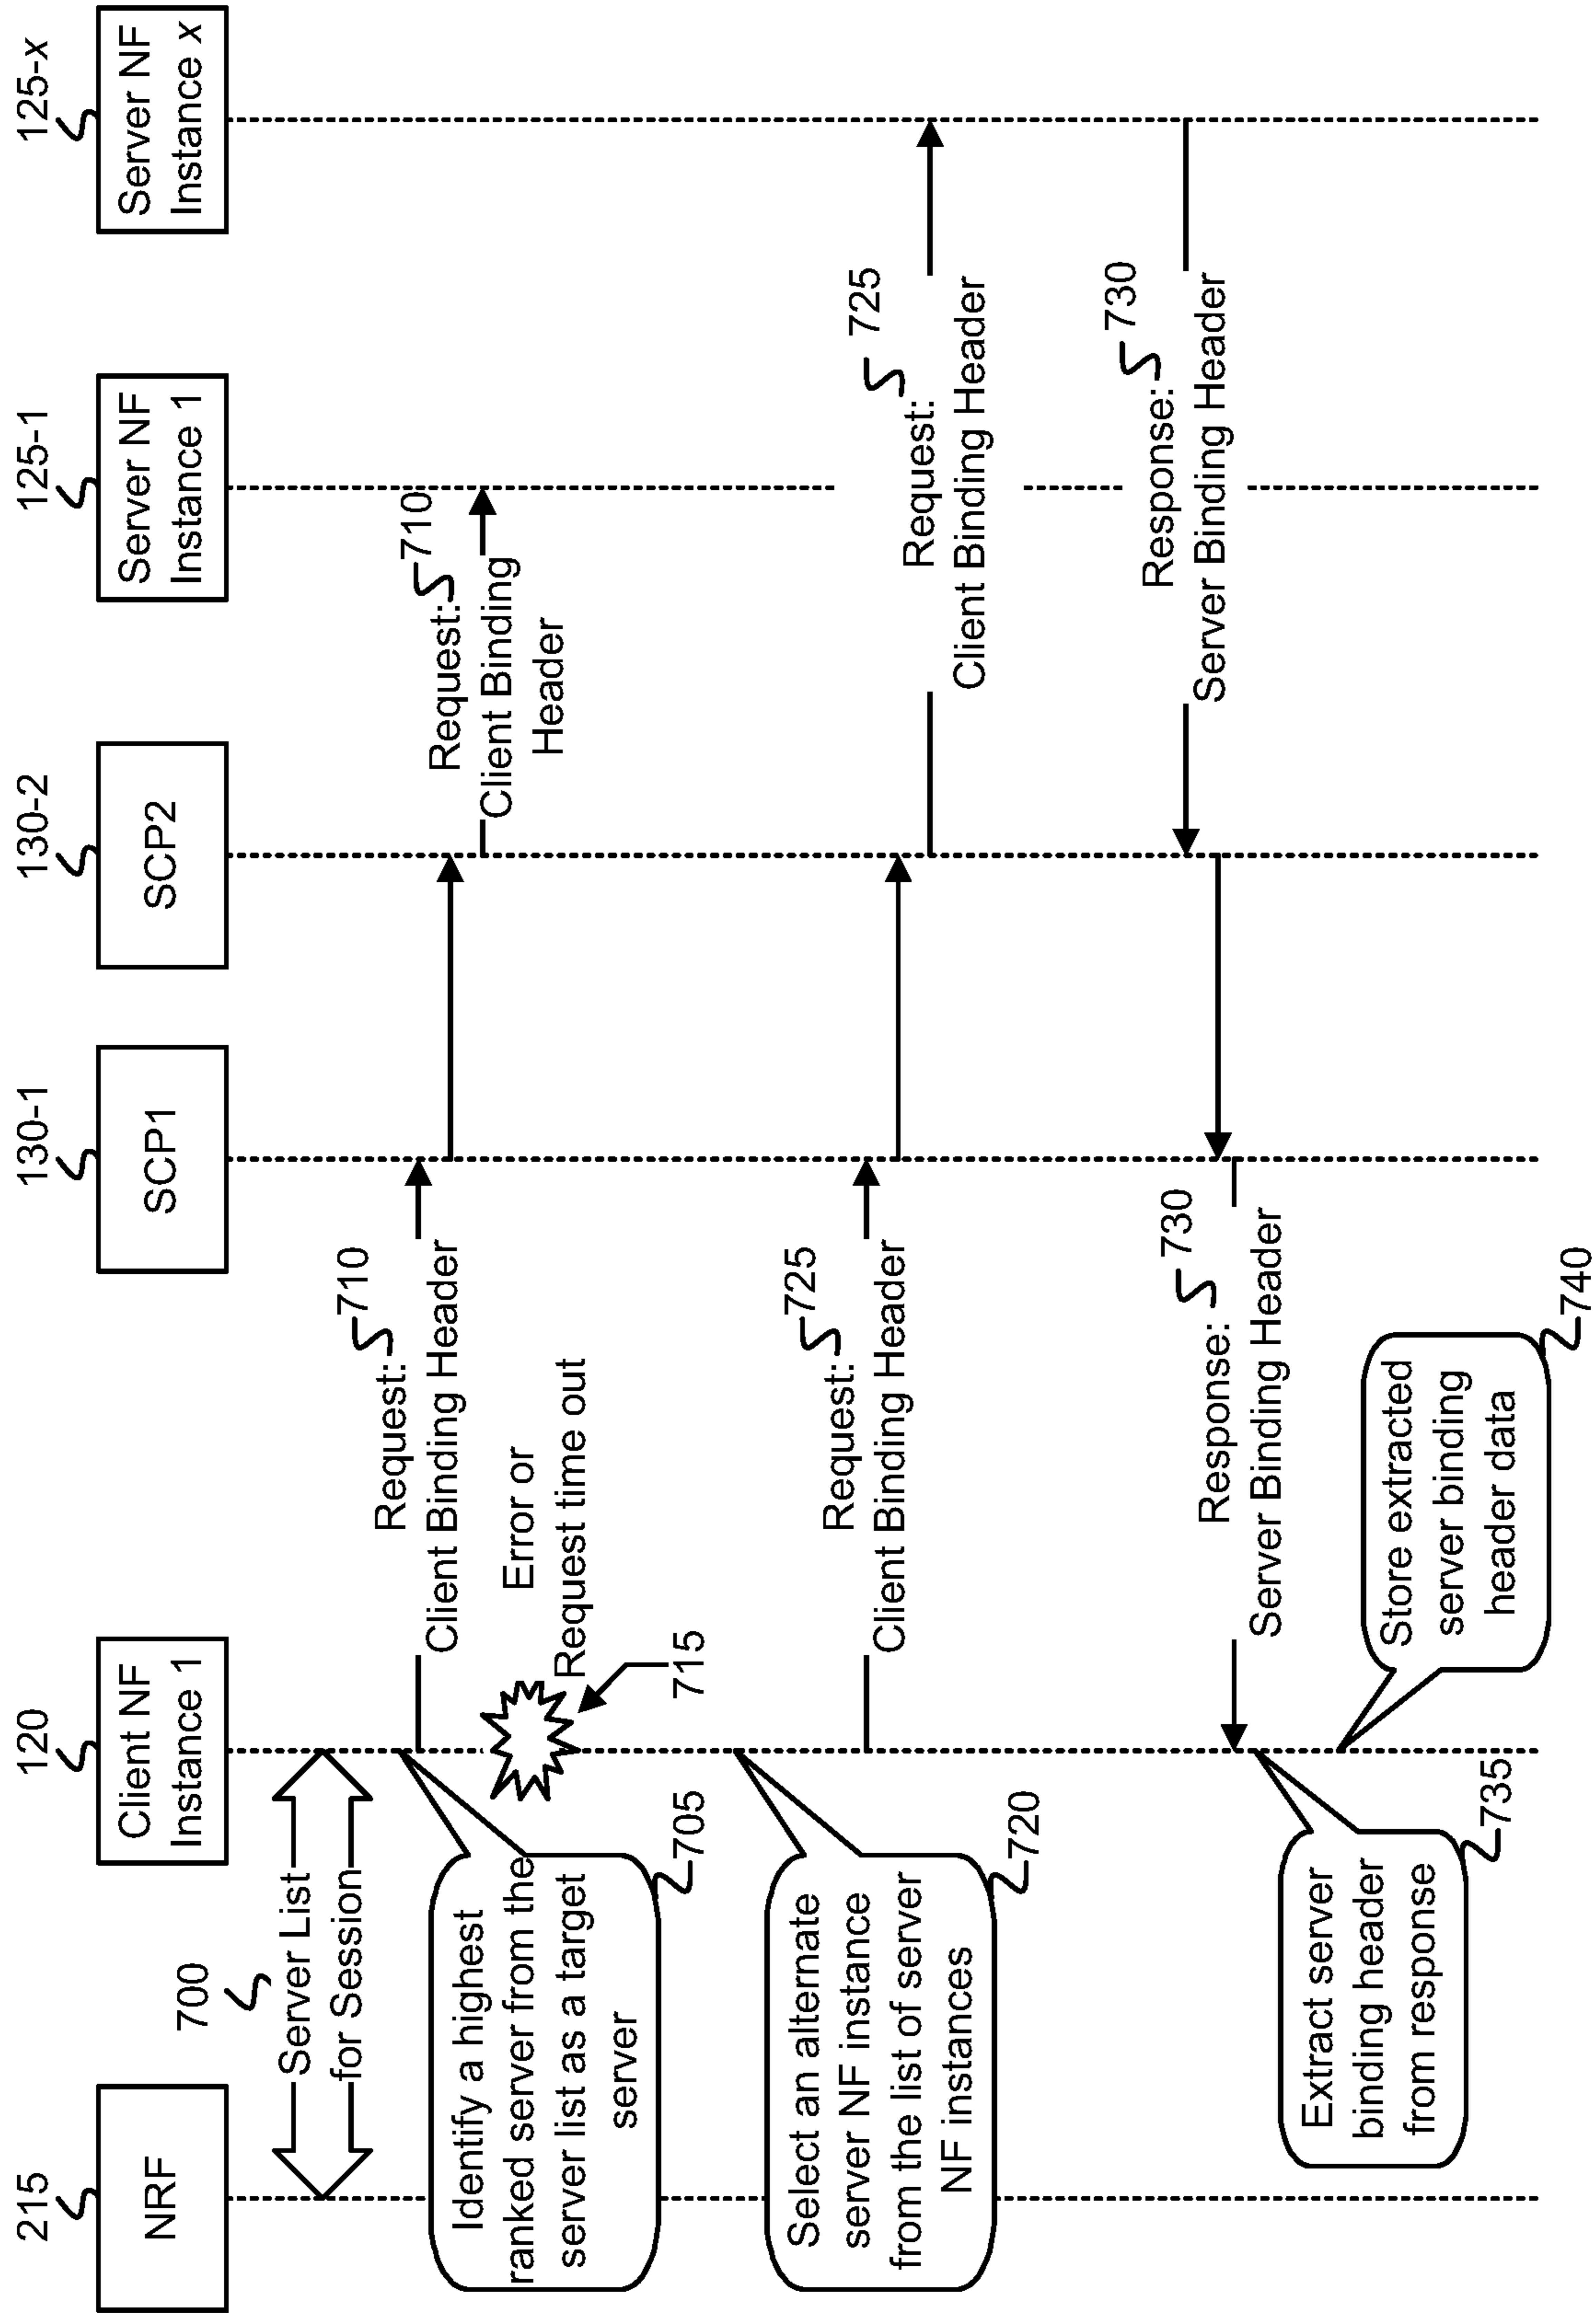 215
120
130-1
130-2
125-1
125-x
NRF
Client NF
Instance 1
SCP1
SCP2
Server NF
Instance 1
Server NF
Instance x
700
Server List
for Session
Identify a highest
ranked server from the
server list as a target
server
705
Request:
710
Client Binding Header
Request:
710
Client Binding
Header
Error or
Request time out
715
Select an alternate
server NF instance
from the list of server
NF instances
720
Request:
725
Client Binding Header
Request:
725
Client Binding Header
Response:
730
Server Binding Header
Response:
730
Server Binding Header
Extract server
binding header
from response
735
Store extracted
server binding
header data
740